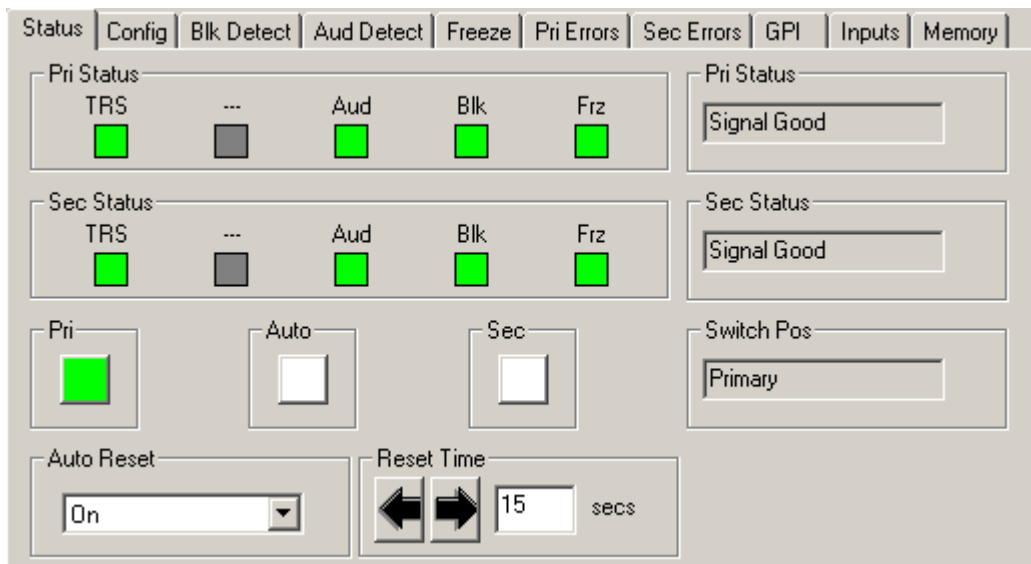 Status Config Blk Detect Aud Detect Freeze Pri Errors Sec Errors GPI Inputs Memory
Pri Status
TRS --- Aud Blk Frz
Pri Status
Signal Good
Sec Status
TRS --- Aud Blk Frz
Sec Status
Signal Good
Pri
Auto
Sec
Switch Pos
Primary
Auto Reset
On
Reset Time
15 secs